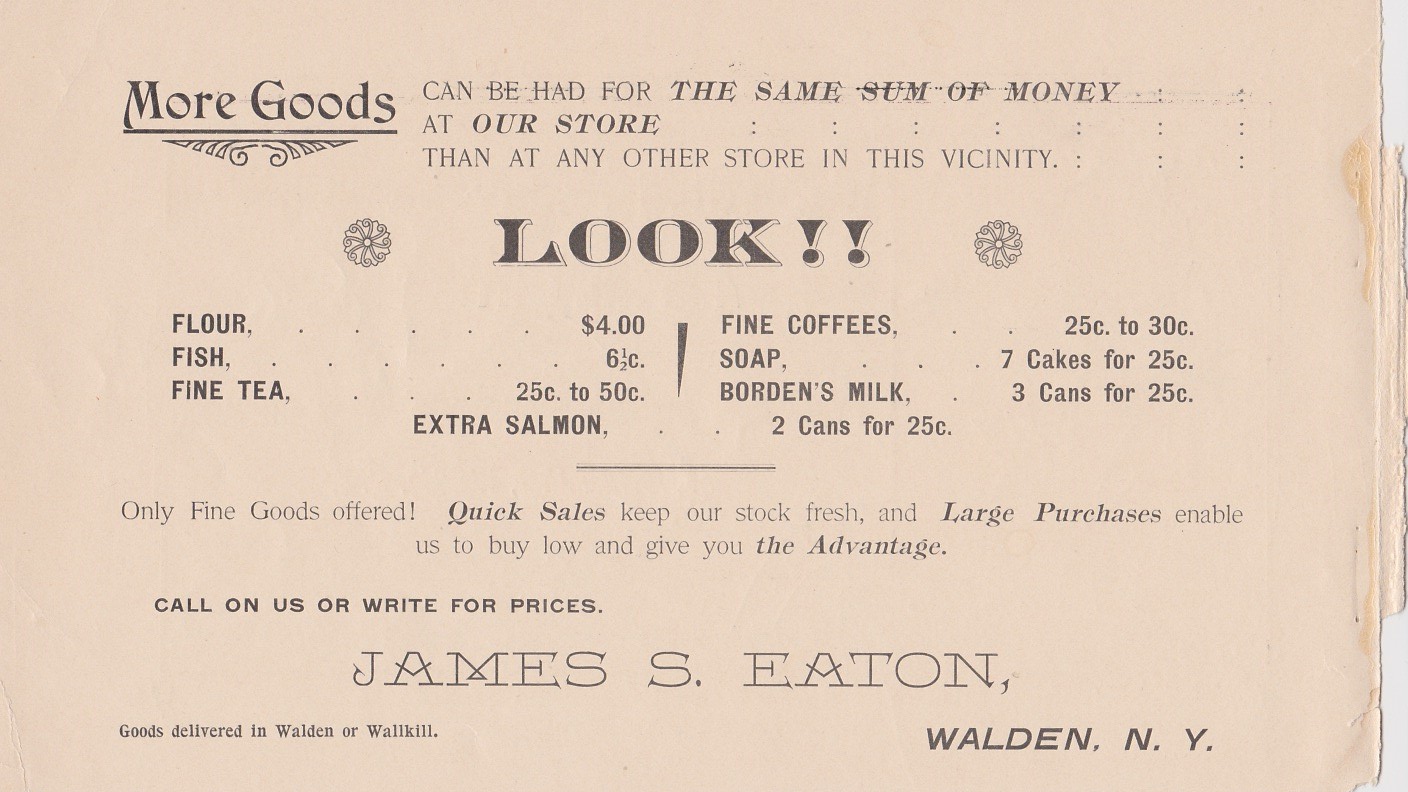 More Goods CAN BE HAD FOR THE SAME SUM OF MONEY : :
AT OUR STORE : : : : : : :
THAN AT ANY OTHER STORE IN THIS VICINITY. : : :
LOOK!!
FLOUR, . . . . . $4.00
FISH, . . . . . . 6½c.
FINE TEA, . . . 25c. to 50c.
FINE COFFEES, . . 25c. to 30c.
SOAP, . . . 7 Cakes for 25c.
BORDEN'S MILK, . 3 Cans for 25c.
EXTRA SALMON, . . 2 Cans for 25c.
Only Fine Goods offered! Quick Sales keep our stock fresh, and Large Purchases enable
us to buy low and give you the Advantage.
CALL ON US OR WRITE FOR PRICES.
JAMES S. EATON,
Goods delivered in Walden or Wallkill.
WALDEN, N. Y.